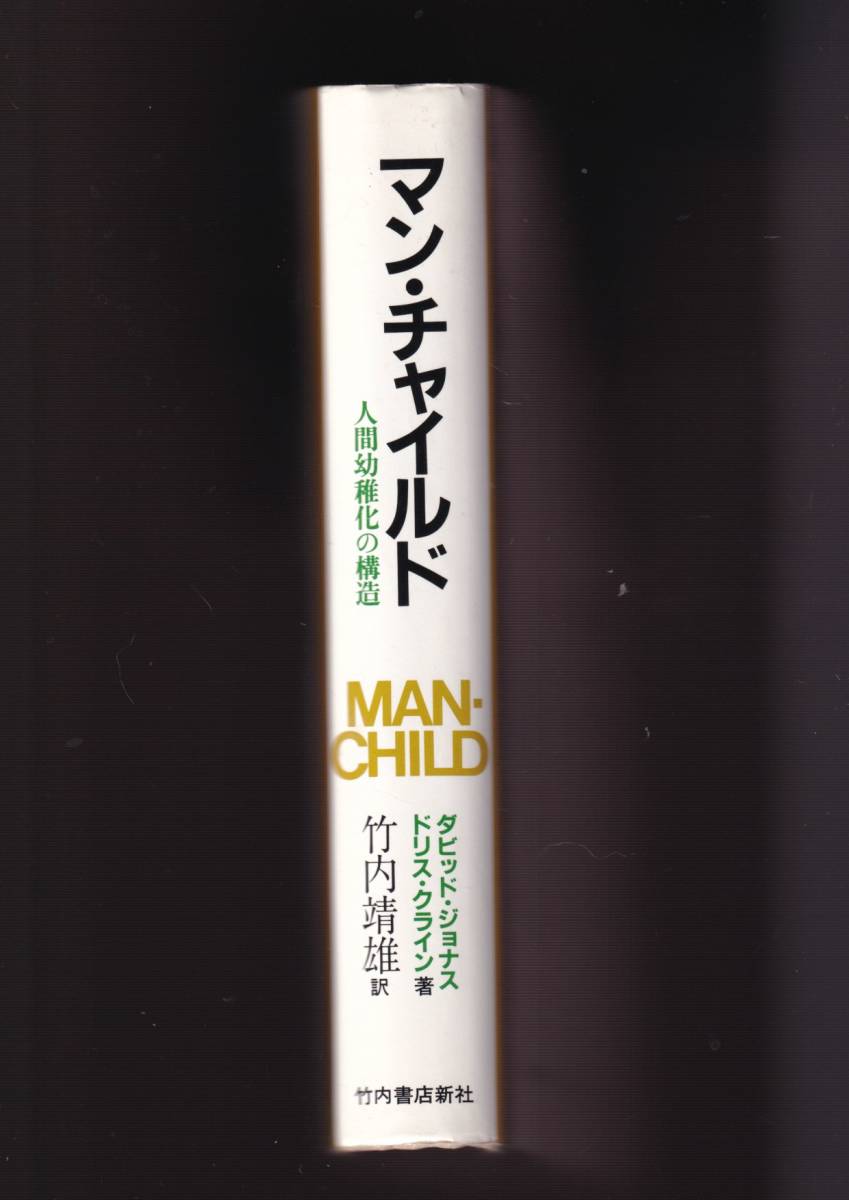 マン・チャイルド
人間幼稚化の構造
MAN・
CHILD
ダビッド・ジョナス
ドリス・クライン 著
竹内靖雄 訳
竹内書店新社